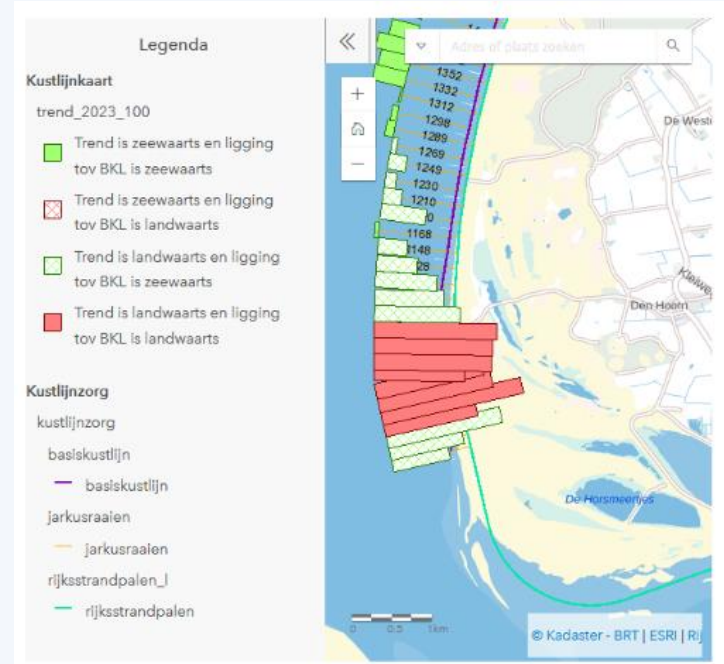 Legenda
Kustlijnkaart
trend_2023_100
Trend is zeewaarts en ligging
tov BKL is zeewaarts
Trend is zeewaarts en ligging
tov BKL is landwaarts
Trend is landwaarts en ligging
tov BKL is zeewaarts
Trend is landwaarts en ligging
tov BKL is landwaarts
Kustlijnzorg
kustlijnzorg
basiskustlijn
basiskustlijn
jarkusraaien
jarkusraaien
rijksstrandpalen_l
rijksstrandpalen
Adres of plaats zoeken
1352
1332
1312
1298
1289
1269
1249
1230
1210
1168
1148
28
De West
Kleiweg
Den Hoorn
De Horsmeertjes
0 0.5 1km
© Kadaster - BRT | ESRI | Rij